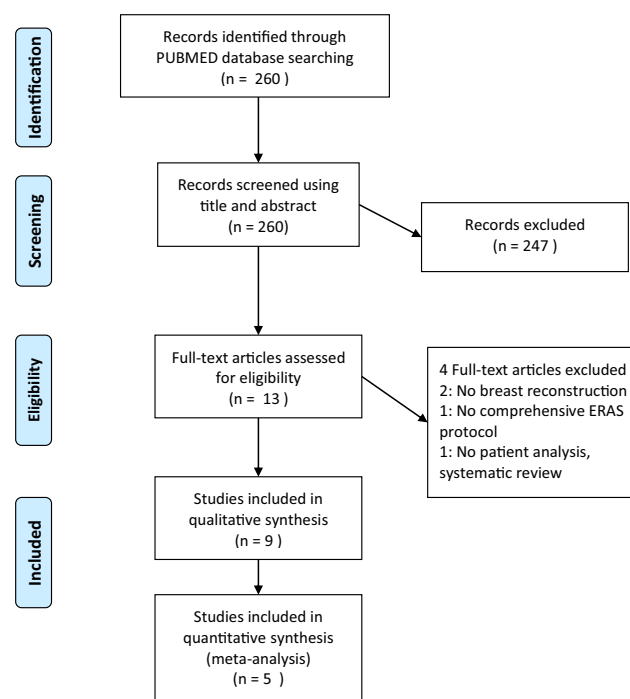 Identification
Records identified through
PUBMED database searching
(n = 260 )
Screening
Records screened using
title and abstract
(n = 260)
Records excluded
(n = 247 )
Eligibility
Full-text articles assessed
for eligibility
(n = 13 )
4 Full-text articles excluded
2: No breast reconstruction
1: No comprehensive ERAS
protocol
1: No patient analysis,
systematic review
Included
Studies included in
qualitative synthesis
(n = 9 )
Studies included in
quantitative synthesis
(meta-analysis)
(n = 5 )